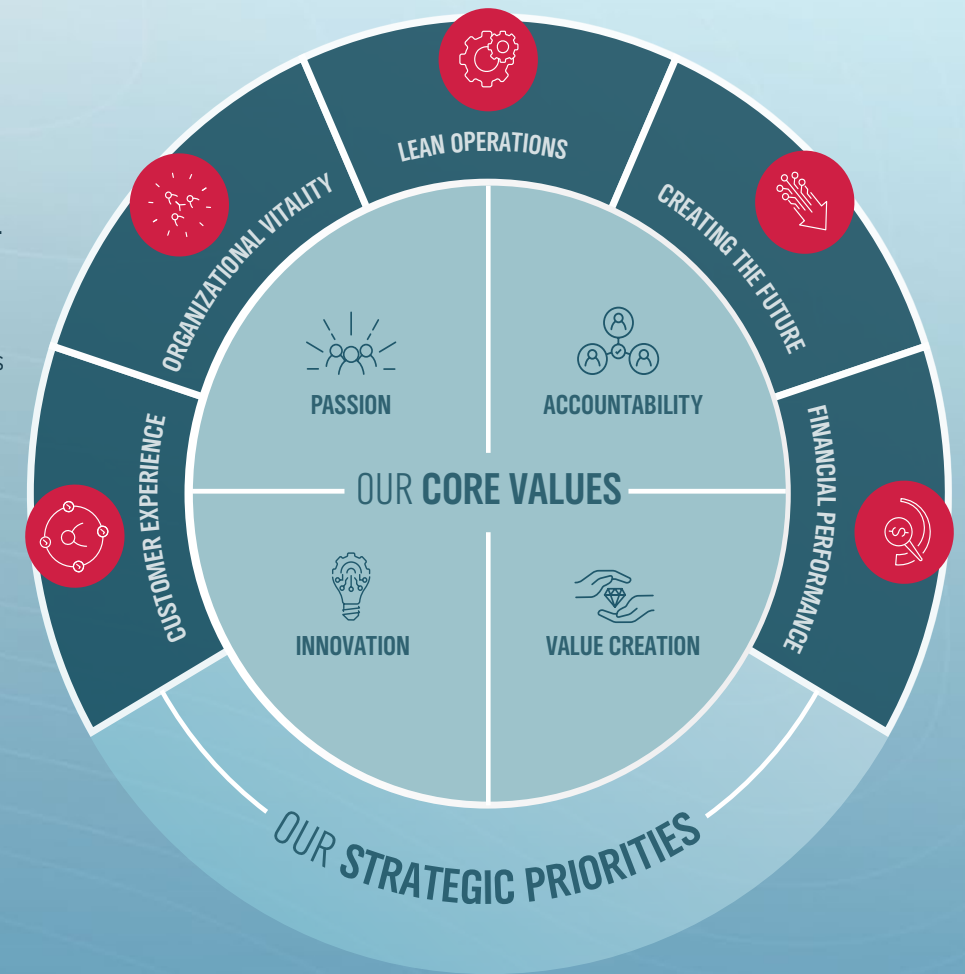 LEAN OPERATIONS
ORGANIZATIONAL VITALITY
CREATING THE FUTURE
CUSTOMER EXPERIENCE
FINANCIAL PERFORMANCE
PASSION
ACCOUNTABILITY
OUR CORE VALUES
INNOVATION
VALUE CREATION
OUR STRATEGIC PRIORITIES